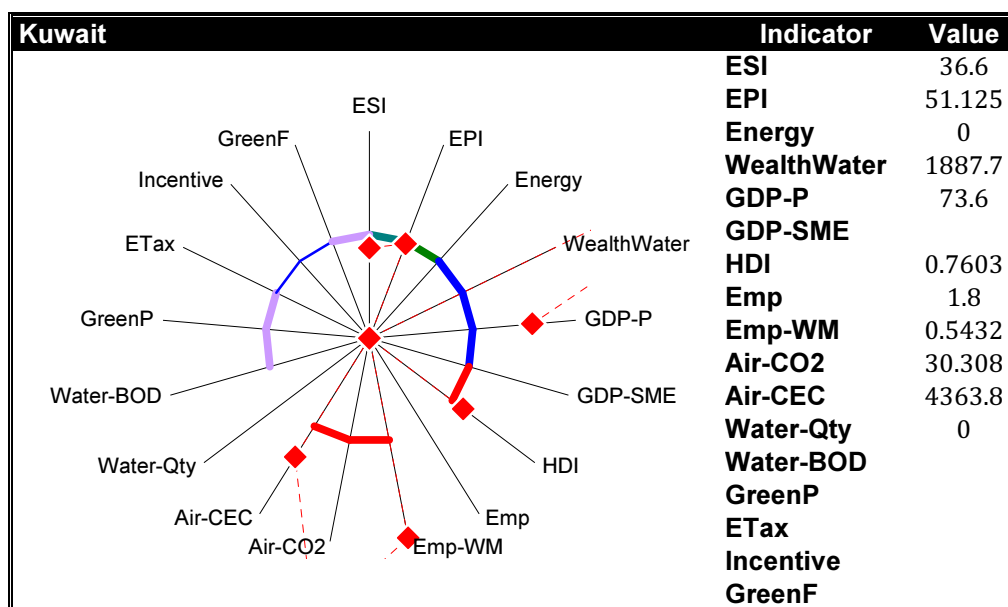 Kuwait Indicator Value
ESI 36.6
EPI 51.125
Energy 0
WealthWater 1887.7
GDP-P 73.6
GDP-SME
HDI 0.7603
Emp 1.8
Emp-WM 0.5432
Air-CO2 30.308
Air-CEC 4363.8
Water-Qty 0
Water-BOD
GreenP
ETax
Incentive
GreenF
ESI
EPI
Energy
WealthWater
GDP-P
GDP-SME
HDI
Emp
Emp-WM
Air-CO2
Air-CEC
Water-Qty
Water-BOD
GreenP
ETax
Incentive
GreenF